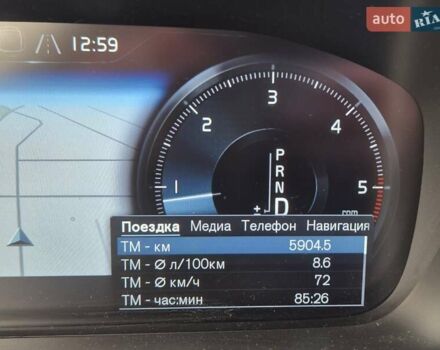 auto RIA
12:59
3
2
4
1
5
P
R
N
+
D
rpm
Поездка Медиа Телефон Навигация
ТМ - км 5904.5
ТМ - Ø л/100км 8.6
ТМ - Ø км/ч 72
ТМ - час:мин 85:26